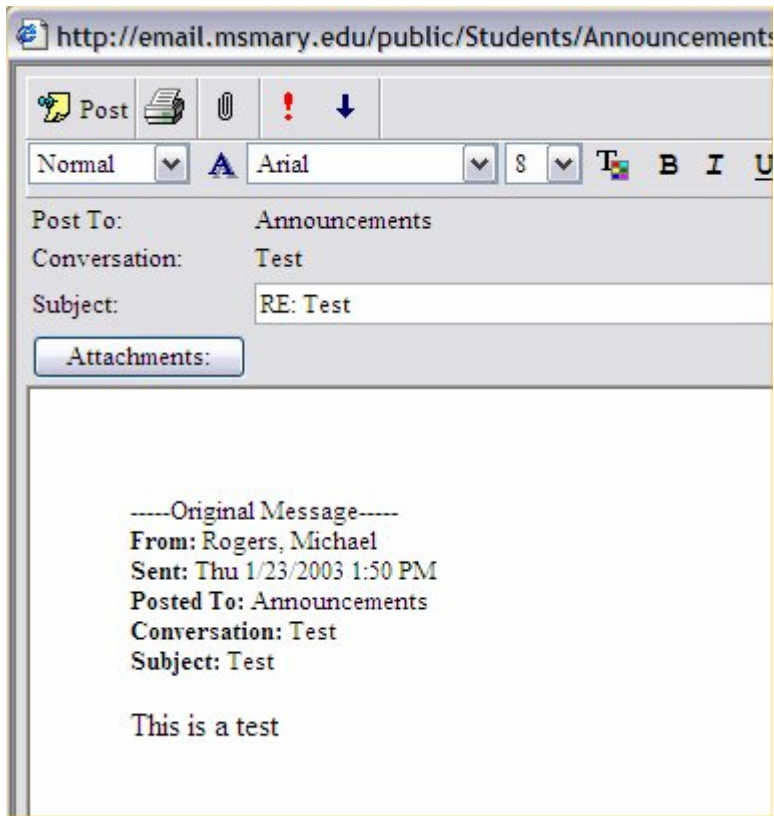 http://email.msmary.edu/public/Students/Announcements
Post
Normal A Arial 8 T B I U
Post To: Announcements
Conversation: Test
Subject: RE: Test
Attachments:
-----Original Message-----
From: Rogers, Michael
Sent: Thu 1/23/2003 1:50 PM
Posted To: Announcements
Conversation: Test
Subject: Test
This is a test